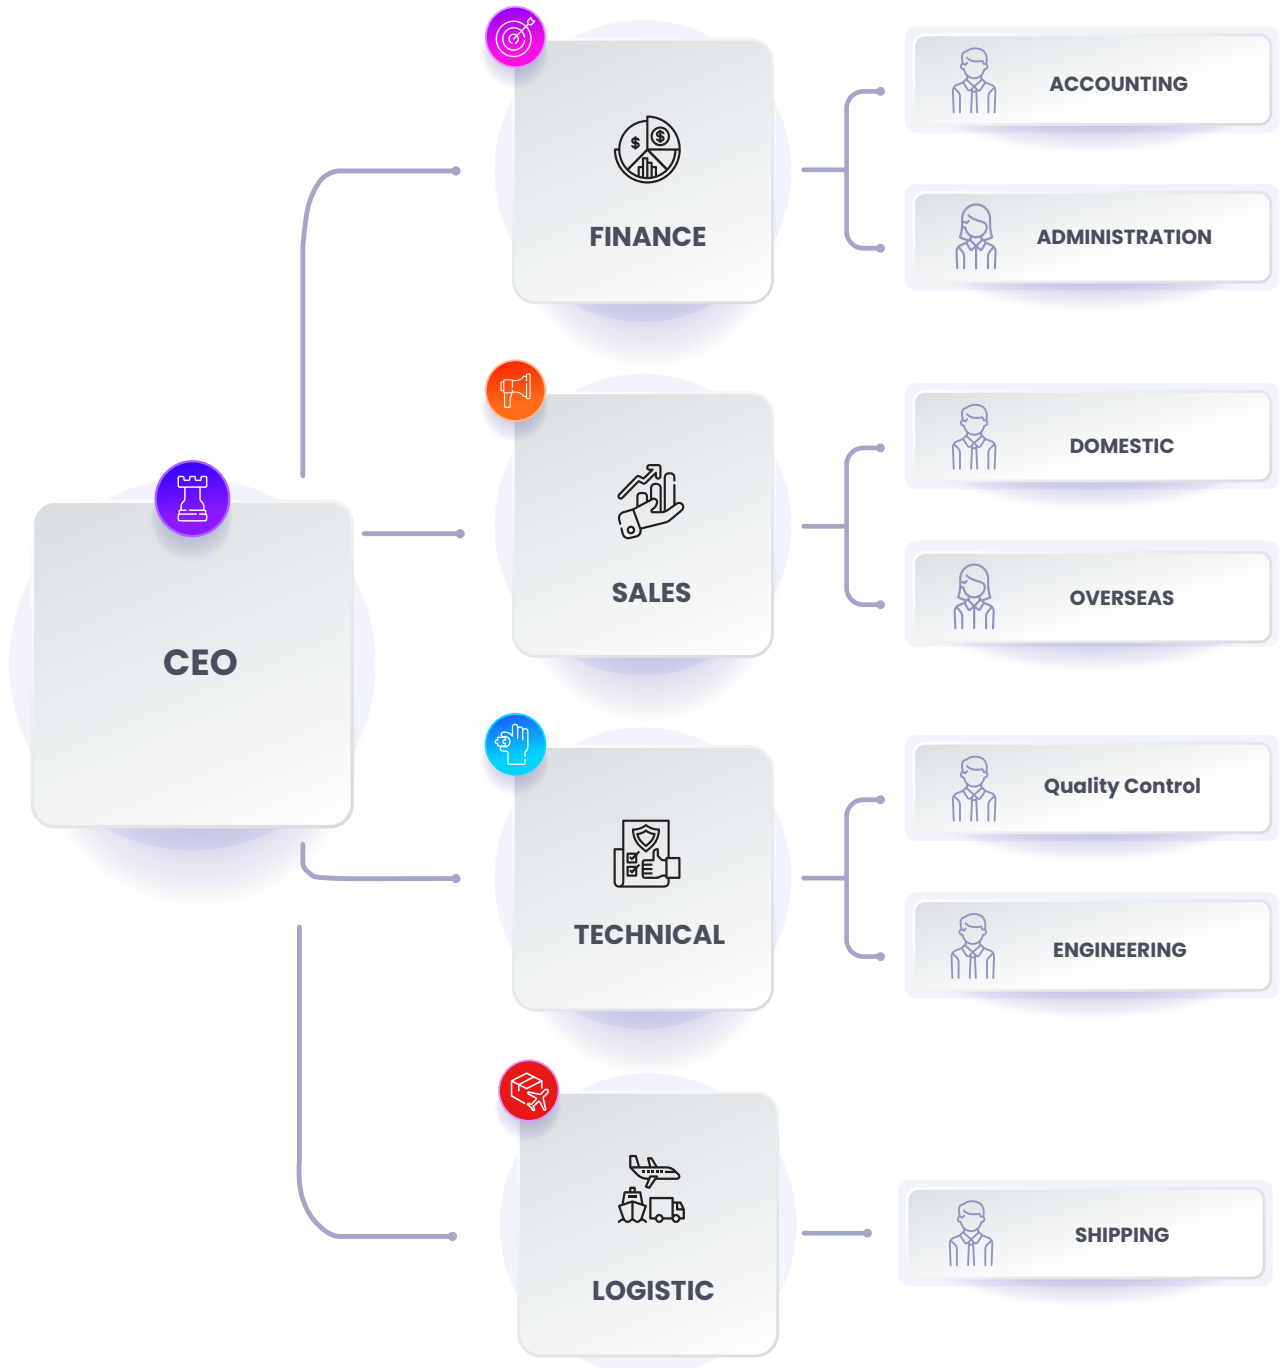 CEO
FINANCE
ACCOUNTING
ADMINISTRATION
SALES
DOMESTIC
OVERSEAS
TECHNICAL
Quality Control
ENGINEERING
LOGISTIC
SHIPPING